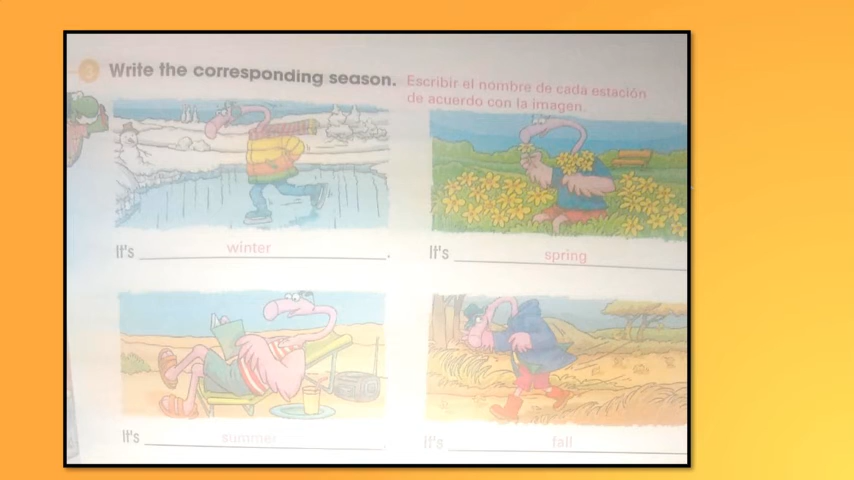 3 Write the corresponding season. Escribir el nombre de cada estación
de acuerdo con la imagen.
It's winter.
It's spring
It's summer.
It's fall